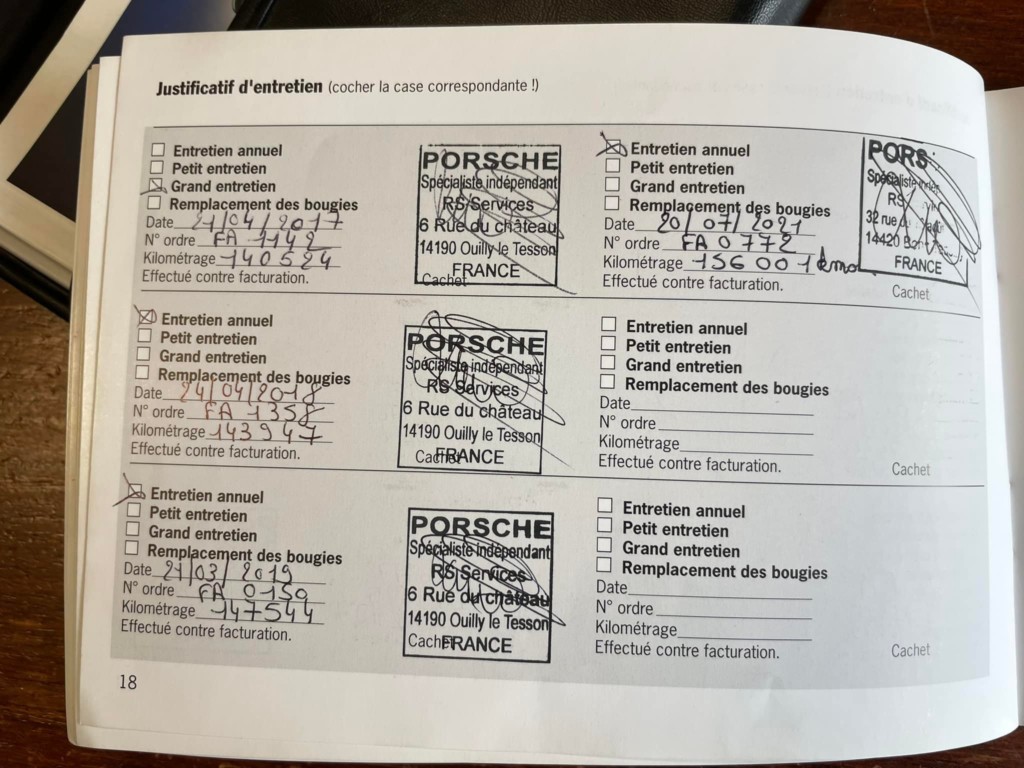 Justificatif d'entretien (cocher la case correspondante !)
Entretien annuel
Petit entretien
Grand entretien
Remplacement des bougies
Date 21/04/2017
N° ordre FA 1142
Kilométrage 140524
Effectué contre facturation.
PORSCHE
Spécialiste indépendant
RS Services
6 Rue du château
14190 Ouilly le Tesson
FRANCE
Cachet
Entretien annuel
Petit entretien
Grand entretien
Remplacement des bougies
Date 20/07/2021
N° ordre FA 0772
Kilométrage 156001 kms
Effectué contre facturation.
PORS
Spécialiste
RS
32 rue
14420
FRANCE
Cachet
Entretien annuel
Petit entretien
Grand entretien
Remplacement des bougies
Date 24/04/2018
N° ordre FA 1358
Kilométrage 143947
Effectué contre facturation.
PORSCHE
Spécialiste indépendant
RS Services
6 Rue du château
14190 Ouilly le Tesson
FRANCE
Cachet
Entretien annuel
Petit entretien
Grand entretien
Remplacement des bougies
Date
N° ordre
Kilométrage
Effectué contre facturation.
Cachet
Entretien annuel
Petit entretien
Grand entretien
Remplacement des bougies
Date 21/03/2019
N° ordre FA 0130
Kilométrage 147544
Effectué contre facturation.
PORSCHE
Spécialiste indépendant
RS Services
6 Rue du château
14190 Ouilly le Tesson
FRANCE
Cachet
Entretien annuel
Petit entretien
Grand entretien
Remplacement des bougies
Date
N° ordre
Kilométrage
Effectué contre facturation.
Cachet
18